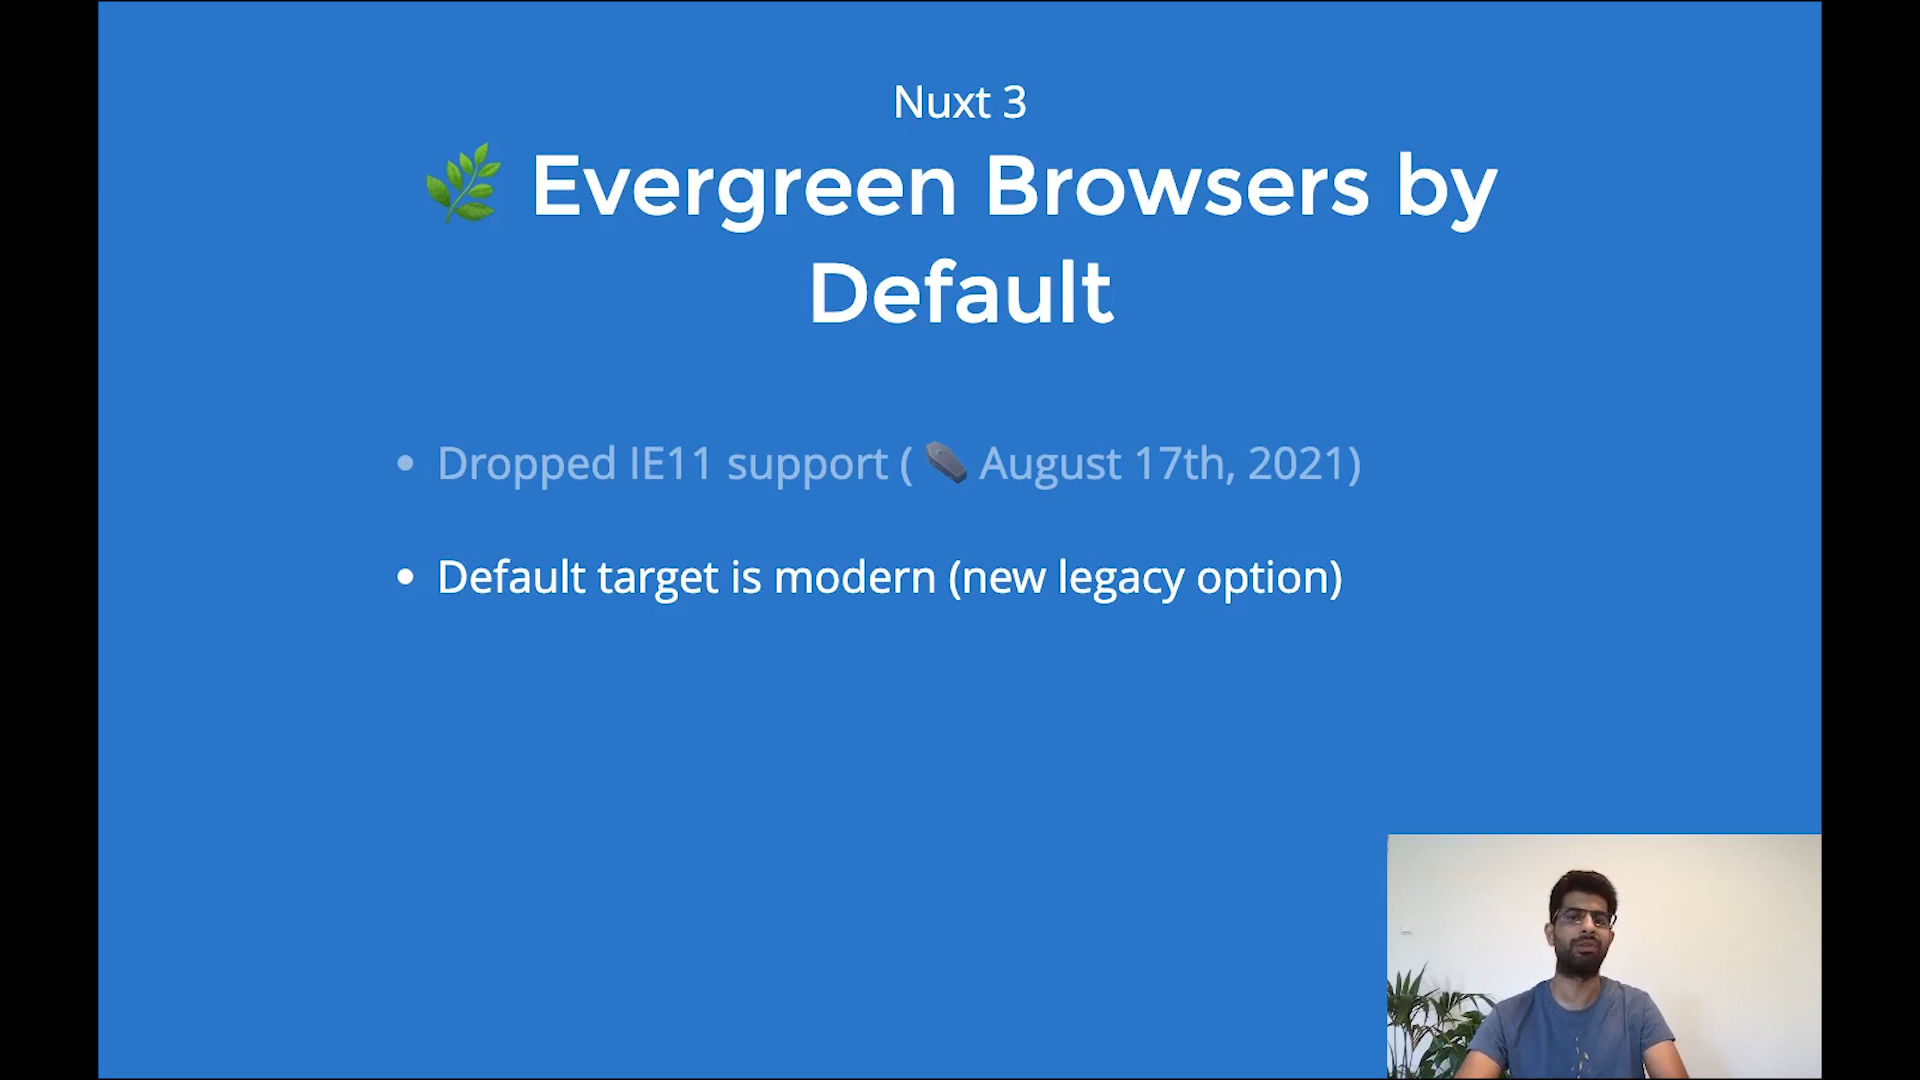 Nuxt 3
🌿 Evergreen Browsers by
Default
• Dropped IE11 support ( ⚰️ August 17th, 2021)
• Default target is modern (new legacy option)